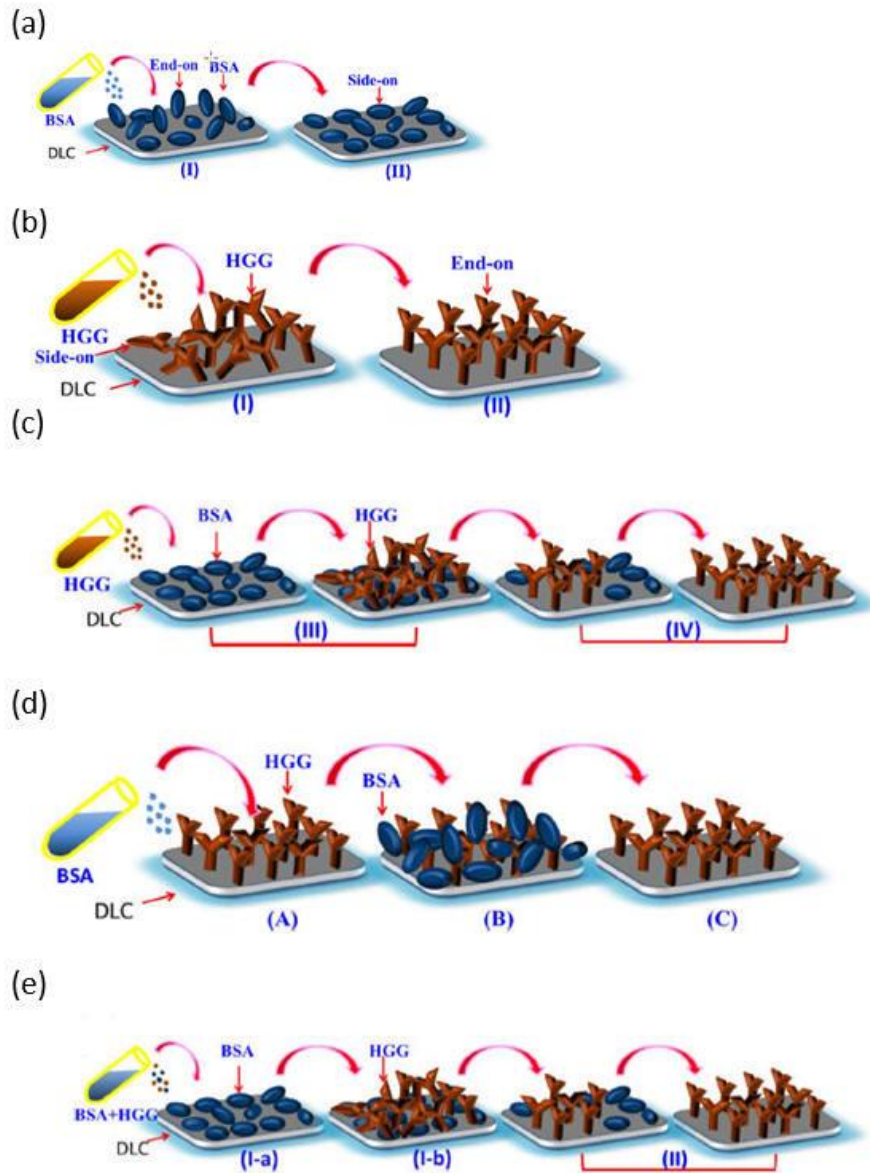 (a)
End-on
BSA
Side-on
BSA
DLC
(I)
(II)
(b)
HGG
End-on
HGG
Side-on
DLC
(I)
(II)
(c)
BSA
HGG
HGG
DLC
(III)
(IV)
(d)
HGG
BSA
BSA
DLC
(A)
(B)
(C)
(e)
BSA
HGG
BSA+HGG
DLC
(I-a)
(I-b)
(II)